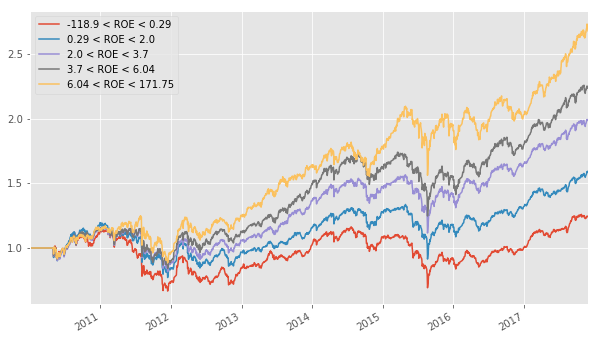 -118.9 < ROE < 0.29
0.29 < ROE < 2.0
2.0 < ROE < 3.7
3.7 < ROE < 6.04
6.04 < ROE < 171.75
2.5
2.0
1.5
1.0
2011
2012
2013
2014
2015
2016
2017